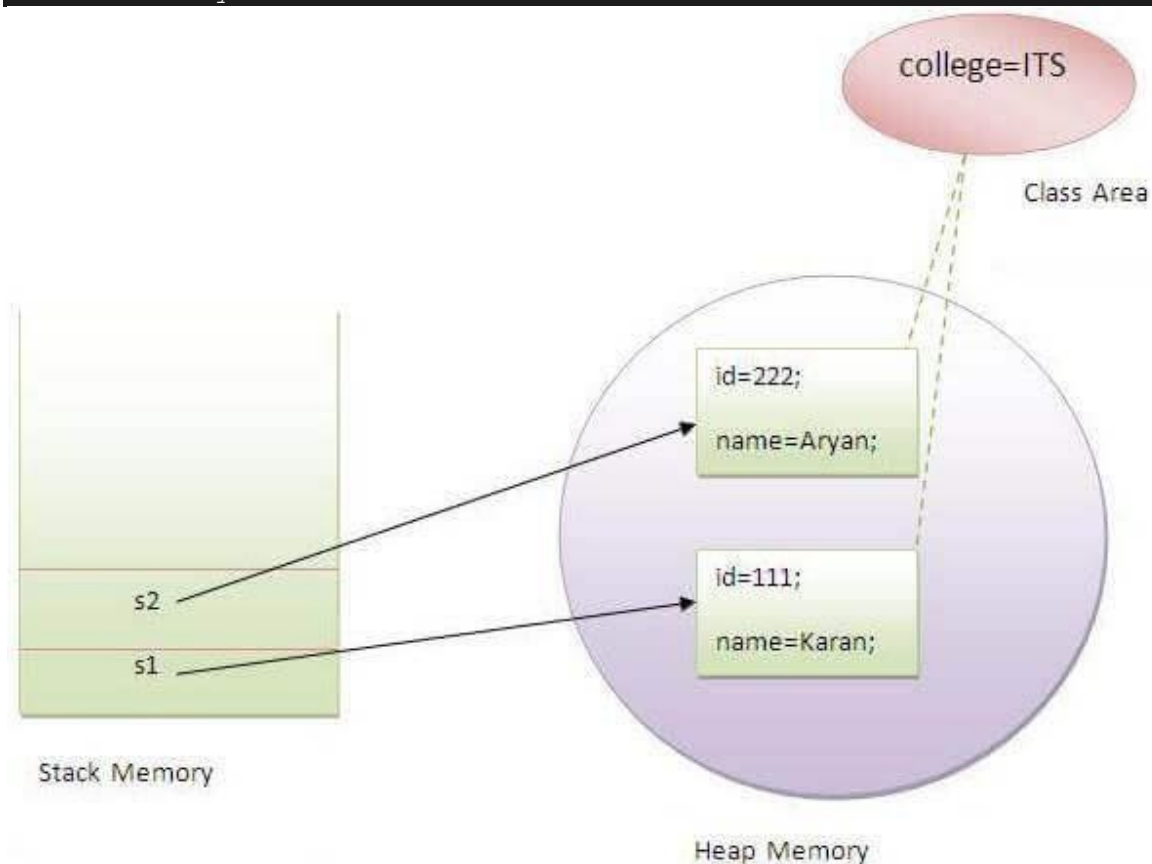 college=ITS
Class Area
id=222;
name=Aryan;
s2
id=111;
name=Karan;
s1
Stack Memory
Heap Memory